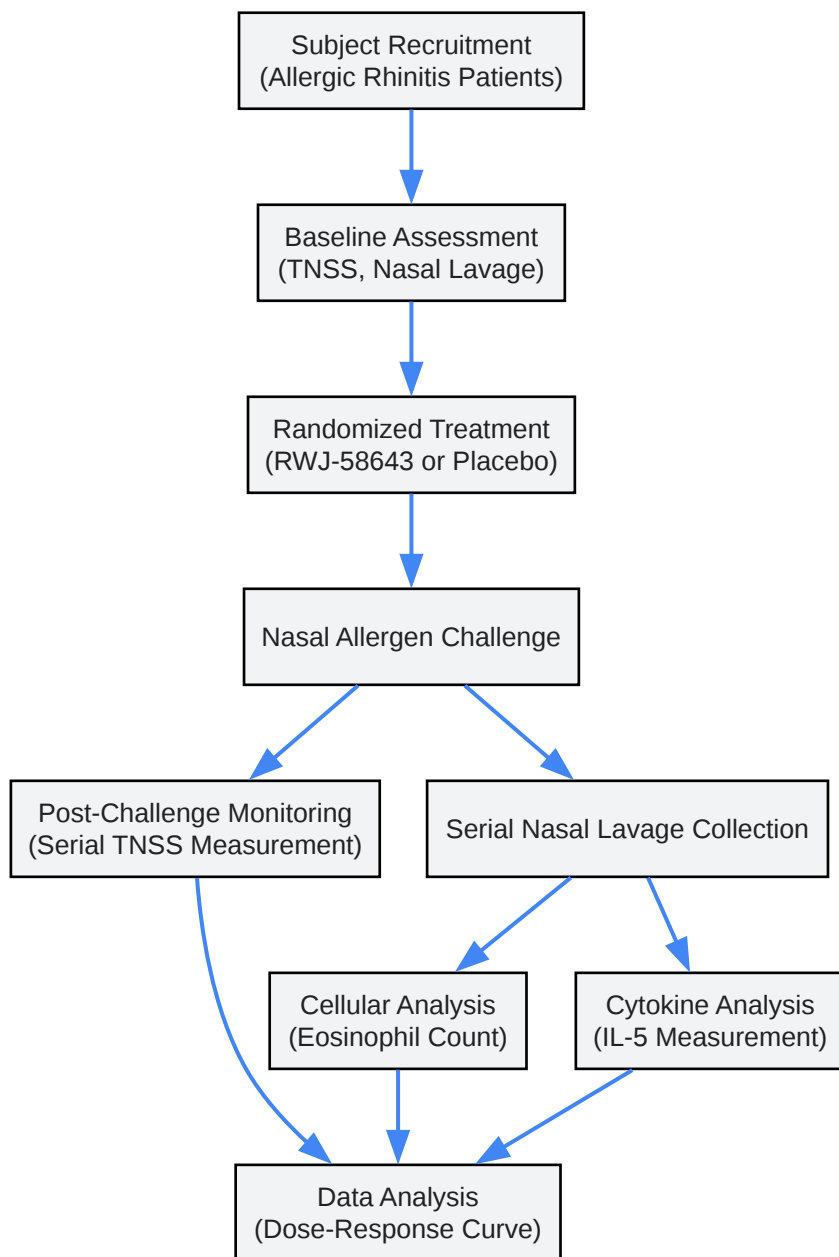 Subject Recruitment
(Allergic Rhinitis Patients)
Baseline Assessment
(TNSS, Nasal Lavage)
Randomized Treatment
(RWJ-58643 or Placebo)
Nasal Allergen Challenge
Post-Challenge Monitoring
(Serial TNSS Measurement)
Serial Nasal Lavage Collection
Cellular Analysis
(Eosinophil Count)
Cytokine Analysis
(IL-5 Measurement)
Data Analysis
(Dose-Response Curve)